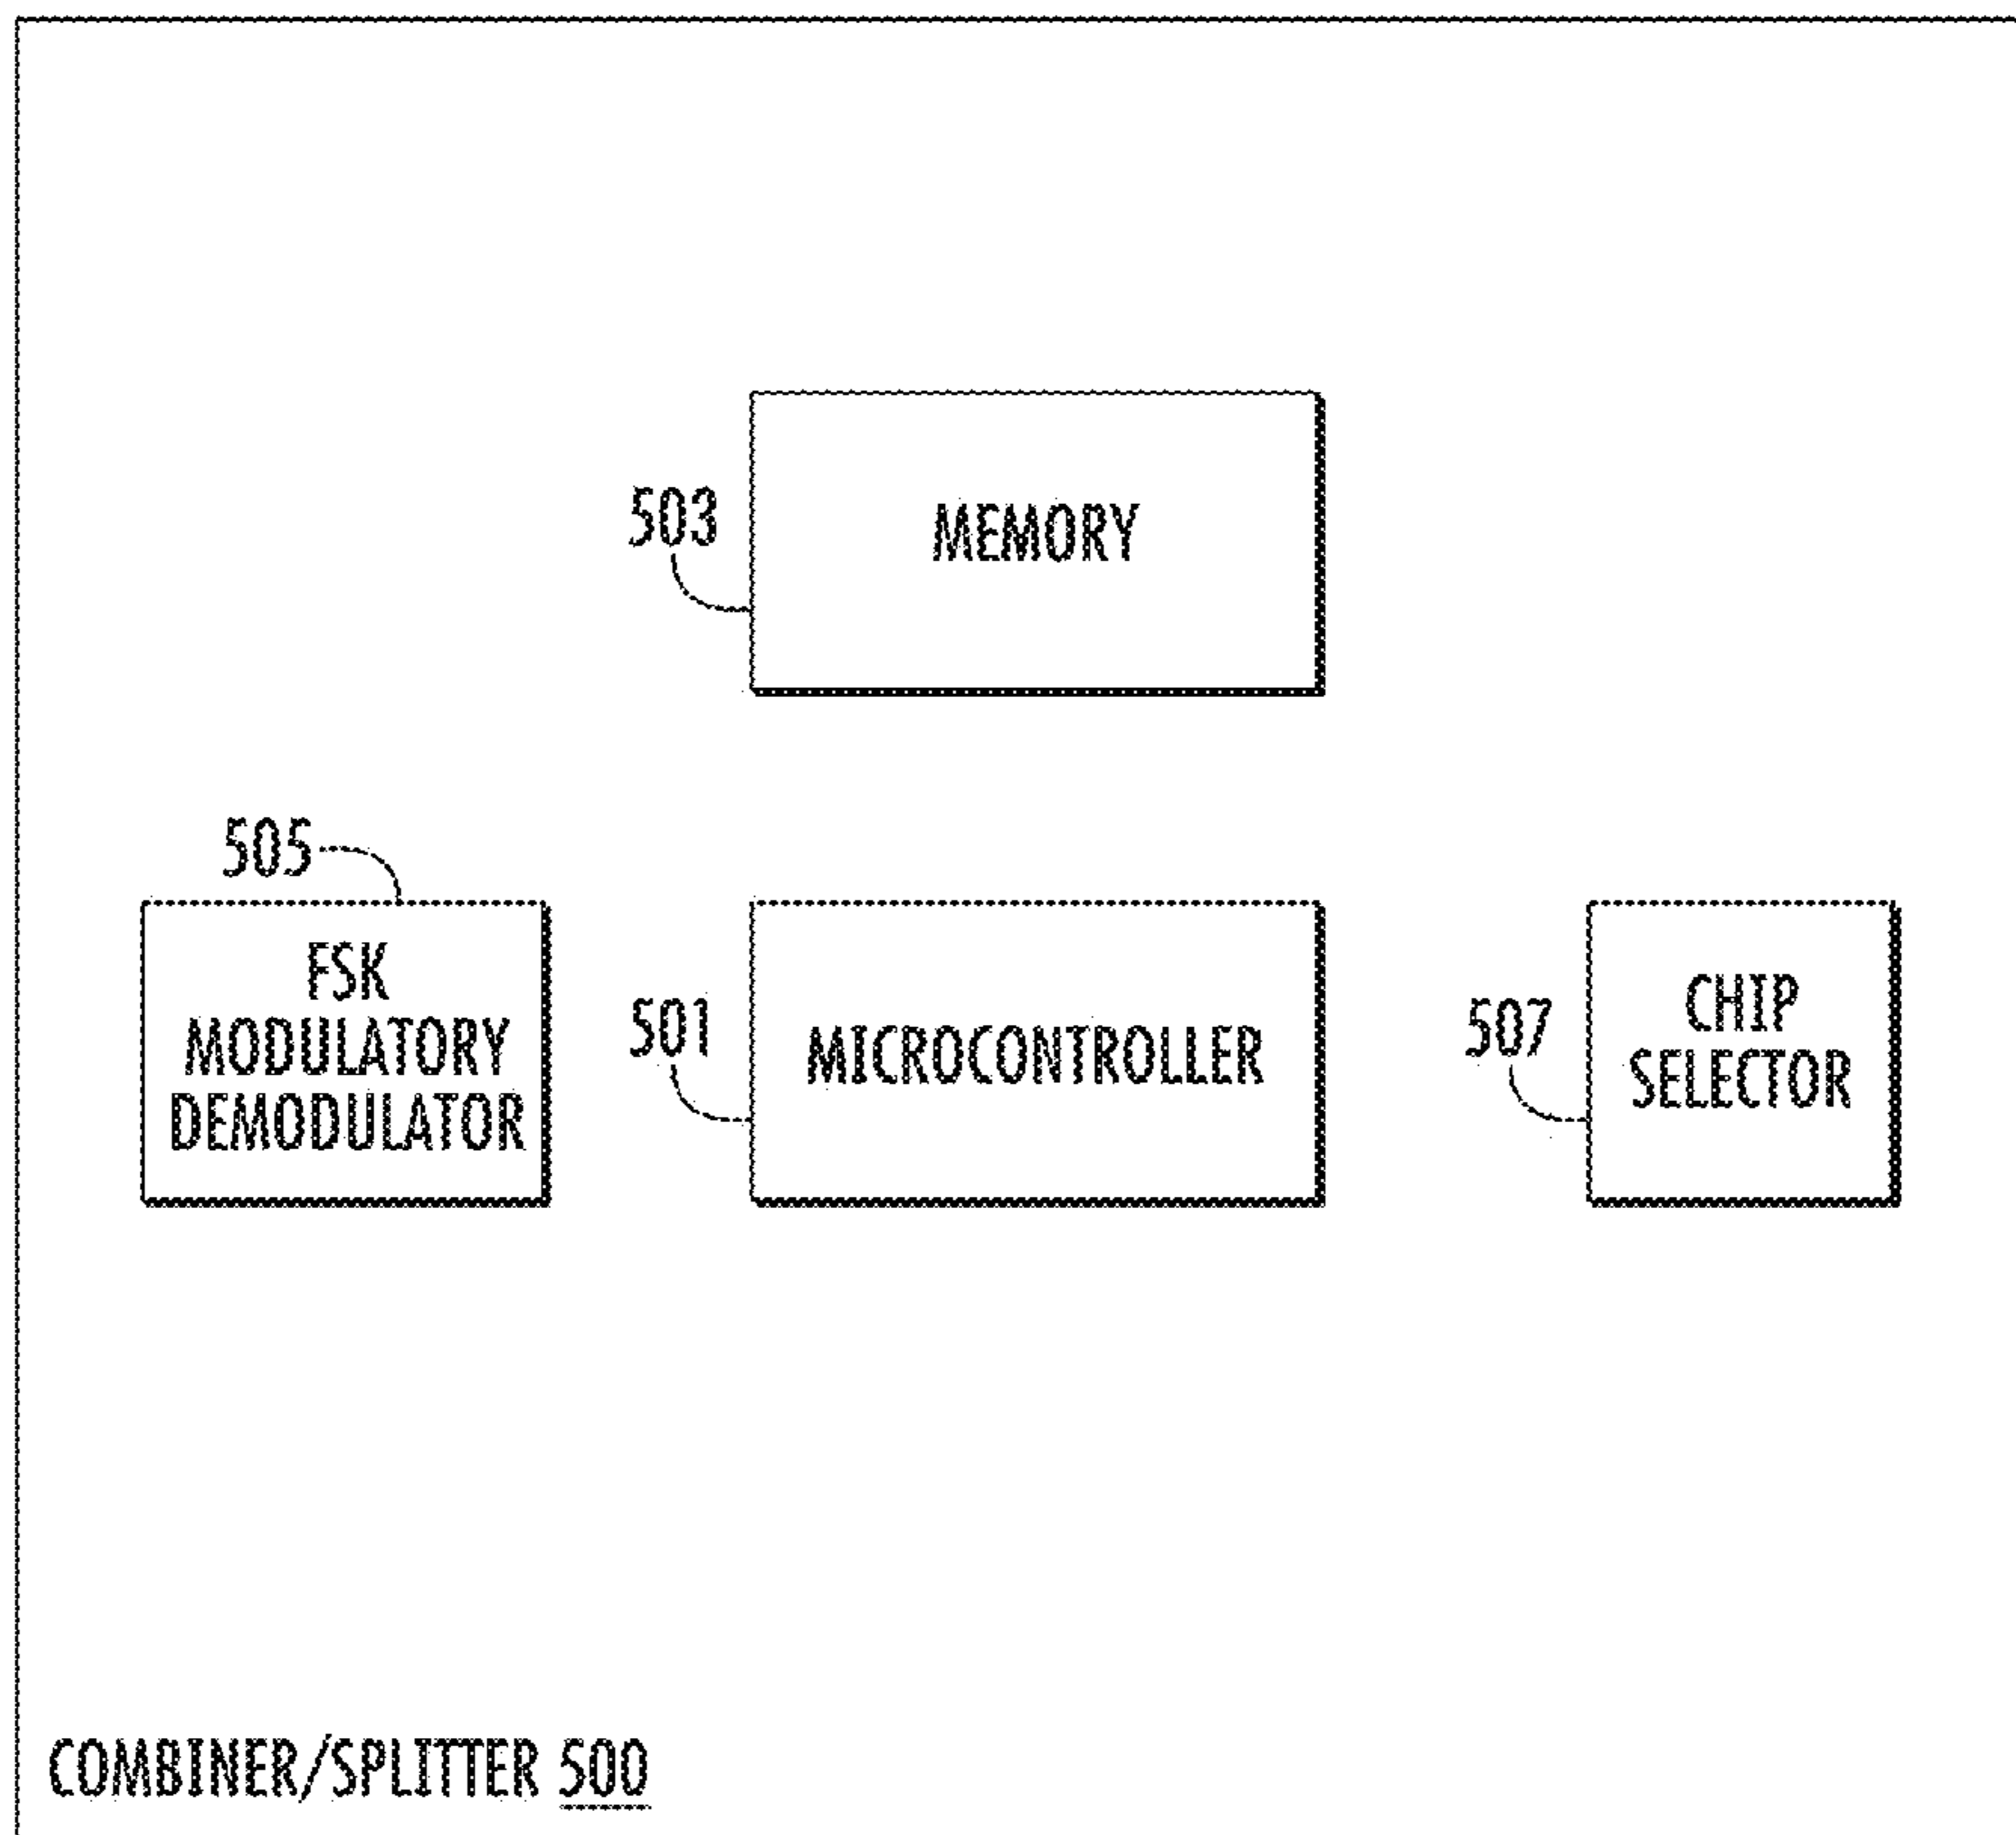 503
MEMORY
505
FSK
MODULATORY
DEMODULATOR
501
MICROCONTROLLER
507
CHIP
SELECTOR
COMBINER/SPLITTER 500